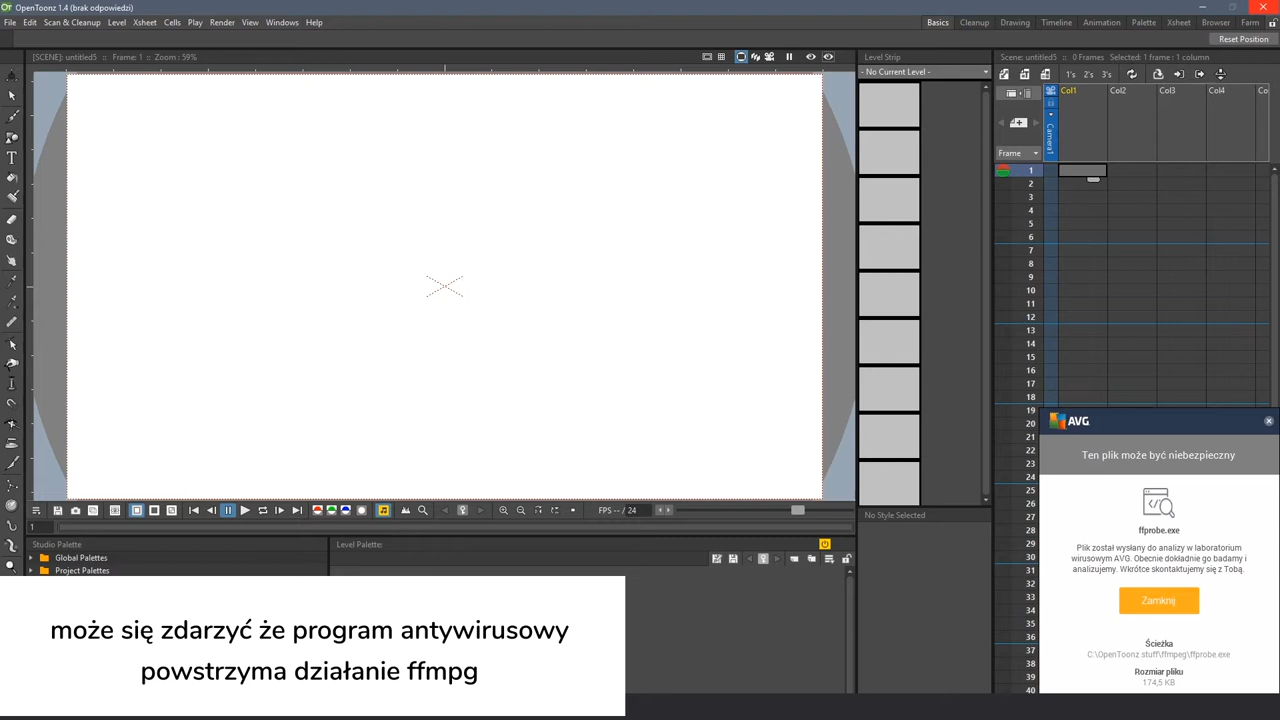 OpenToonz 1.4 (brak odpowiedzi)
File Edit Scan & Cleanup Level Xsheet Cells Play Render View Windows Help
Basics Cleanup Drawing Timeline Animation Palette Xsheet Browser Farm
Reset Position
[SCENE]: untitled5 :: Frame: 1 :: Zoom : 59%
Level Strip
Scene: untitled5 :: 0 Frames Selected: 1 frame : 1 column
- No Current Level -
1's 2's 3's
Col1 Col2 Col3 Col4 Co
Camera1
Frame
1
2
3
4
5
6
7
8
9
10
11
12
13
14
15
16
17
18
19
20
21
22
23
24
25
26
27
28
29
30
31
32
33
34
35
36
37
38
39
40
AVG
Ten plik może być niebezpieczny
ffprobe.exe
Plik został wysłany do analizy w laboratorium
wirusowym AVG. Obecnie dokładnie go badamy i
analizujemy. Wkrótce skontaktujemy się z Tobą.
Zamknij
Ścieżka
C:\OpenToonz stuff\ffmpeg\ffprobe.exe
Rozmiar pliku
174,5 KB
FPS -- / 24
No Style Selected
1
Studio Palette
Level Palette:
Global Palettes
Project Palettes
może się zdarzyć że program antywirusowy
powstrzyma działanie ffmpg